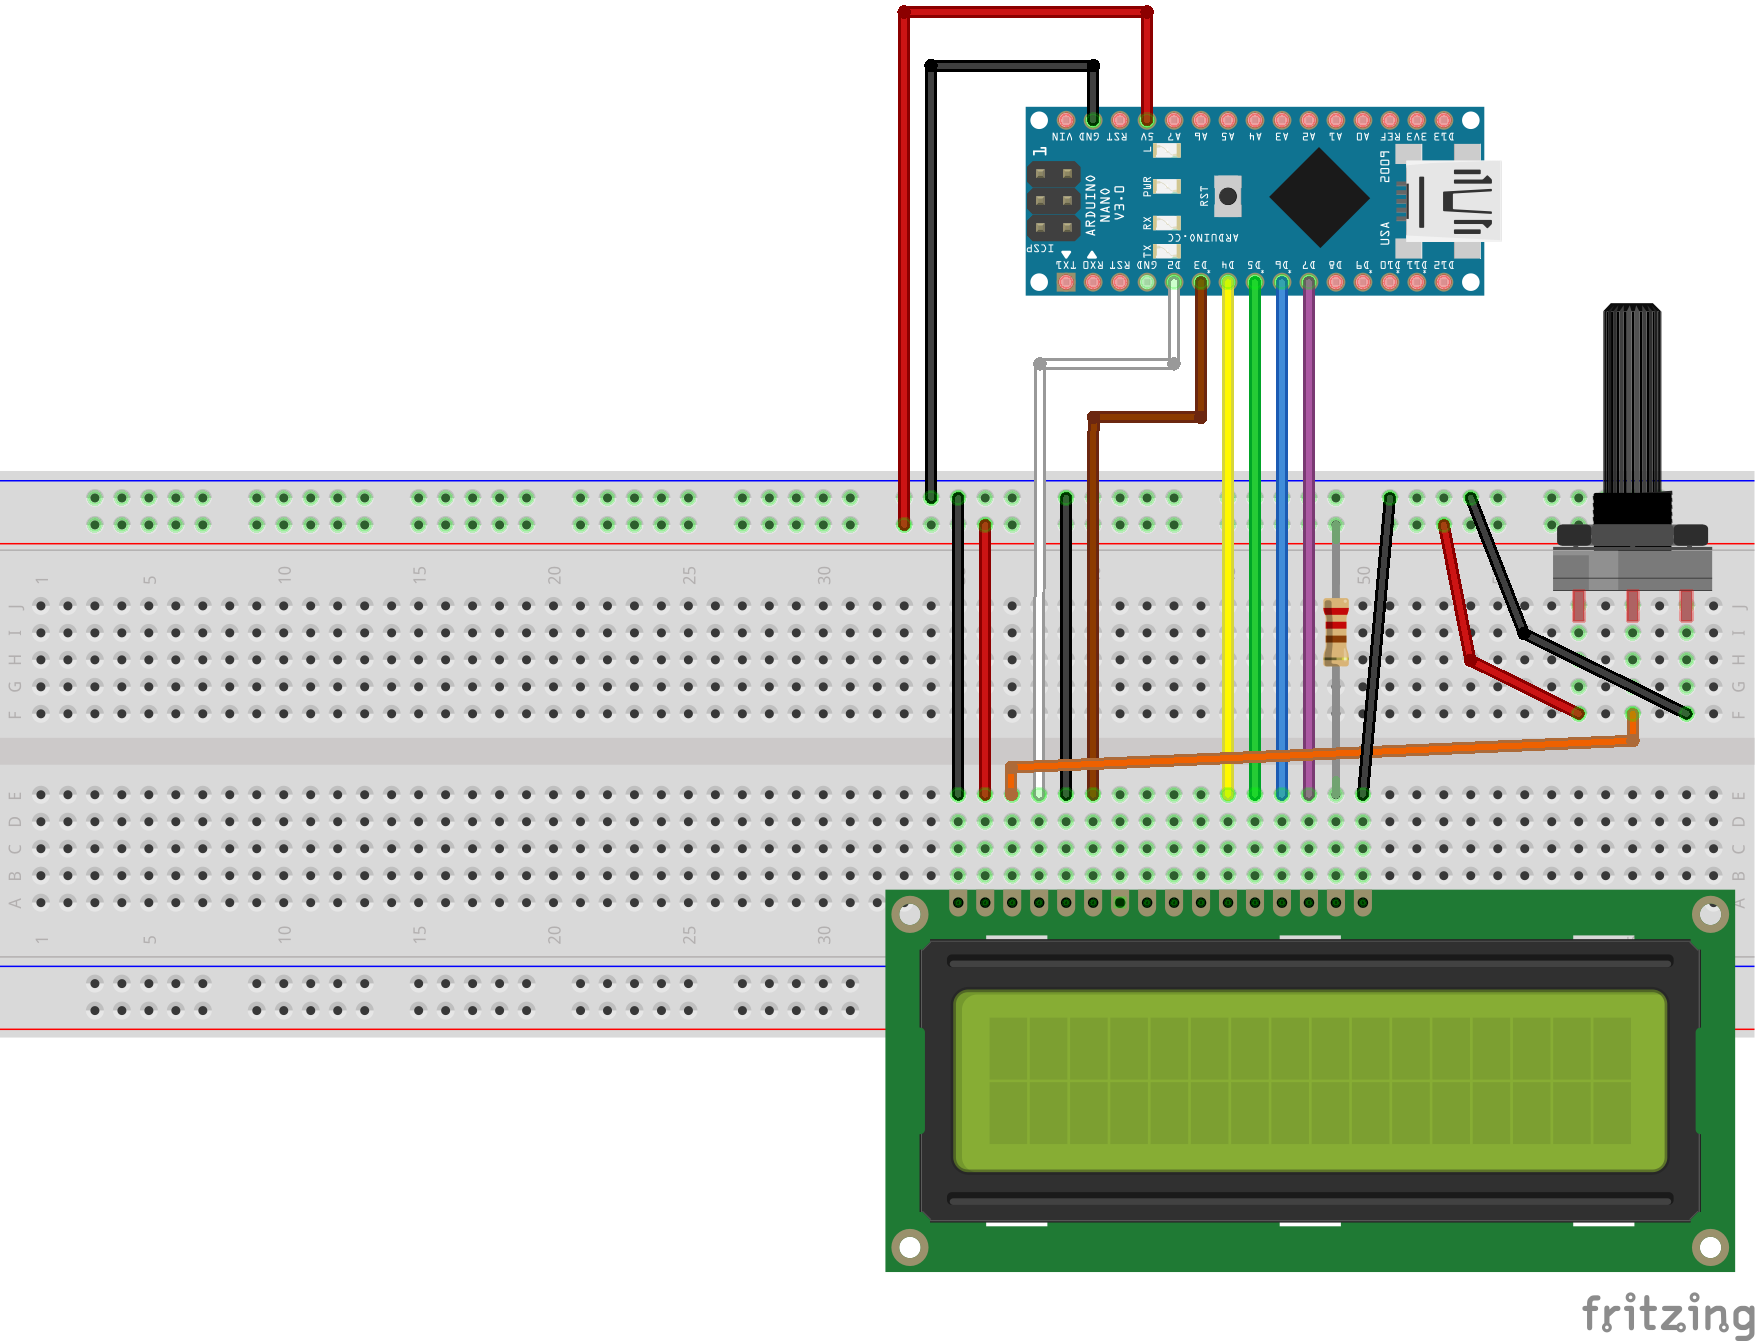 VIN GND RST 5V A7 A6 A5 A4 A3 A2 A1 A0 REF 3V3 D13
1
L
PWR
RX
TX
ARDUINO
NANO
V3.0
RST
ARDUINO.CC
USA
2009
ICSP
TX1 RX0 RST GND D2 D3 D4 D5 D6 D7 D8 D9 D10 D11 D12
1 5 10 15 20 25 30 50
J J
I I
H H
G G
F F
E E
D D
C C
B B
A A
1 5 10 15 20 25 30
fritzing